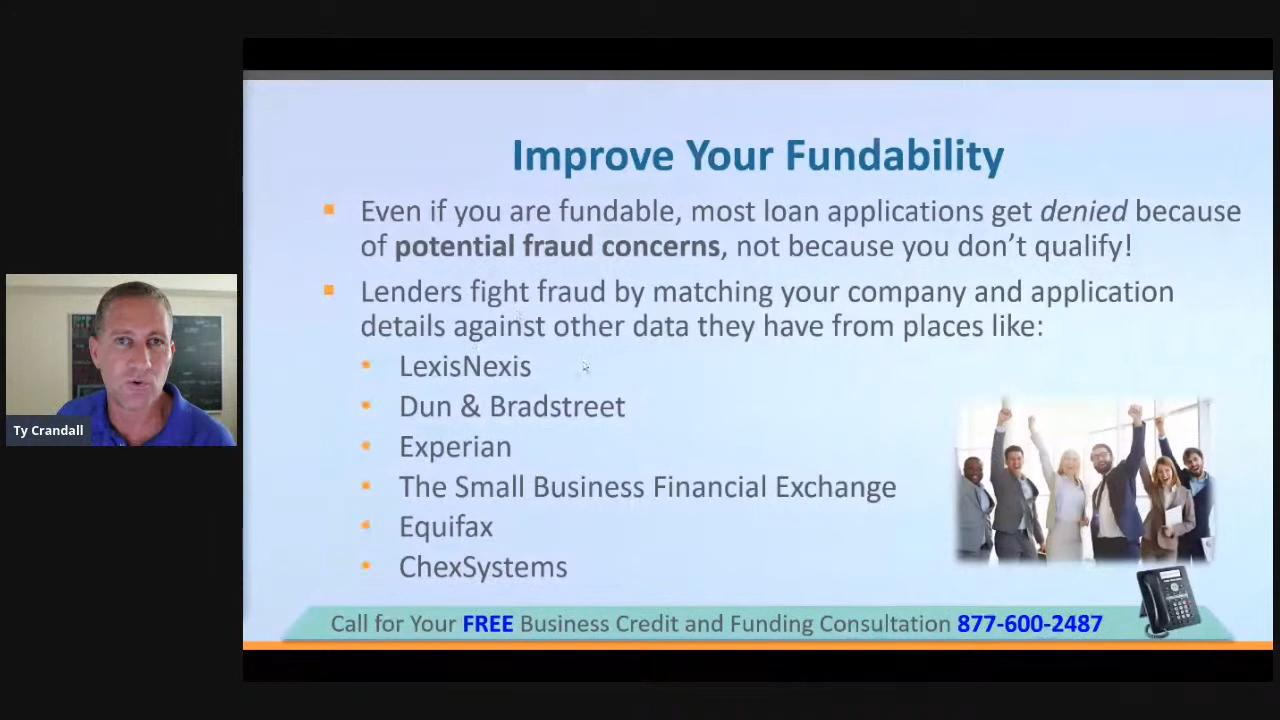 Improve Your Fundability
Even if you are fundable, most loan applications get denied because
of potential fraud concerns, not because you don’t qualify!
Lenders fight fraud by matching your company and application
details against other data they have from places like:
LexisNexis
Dun & Bradstreet
Experian
The Small Business Financial Exchange
Equifax
ChexSystems
Call for Your FREE Business Credit and Funding Consultation 877-600-2487
Ty Crandall